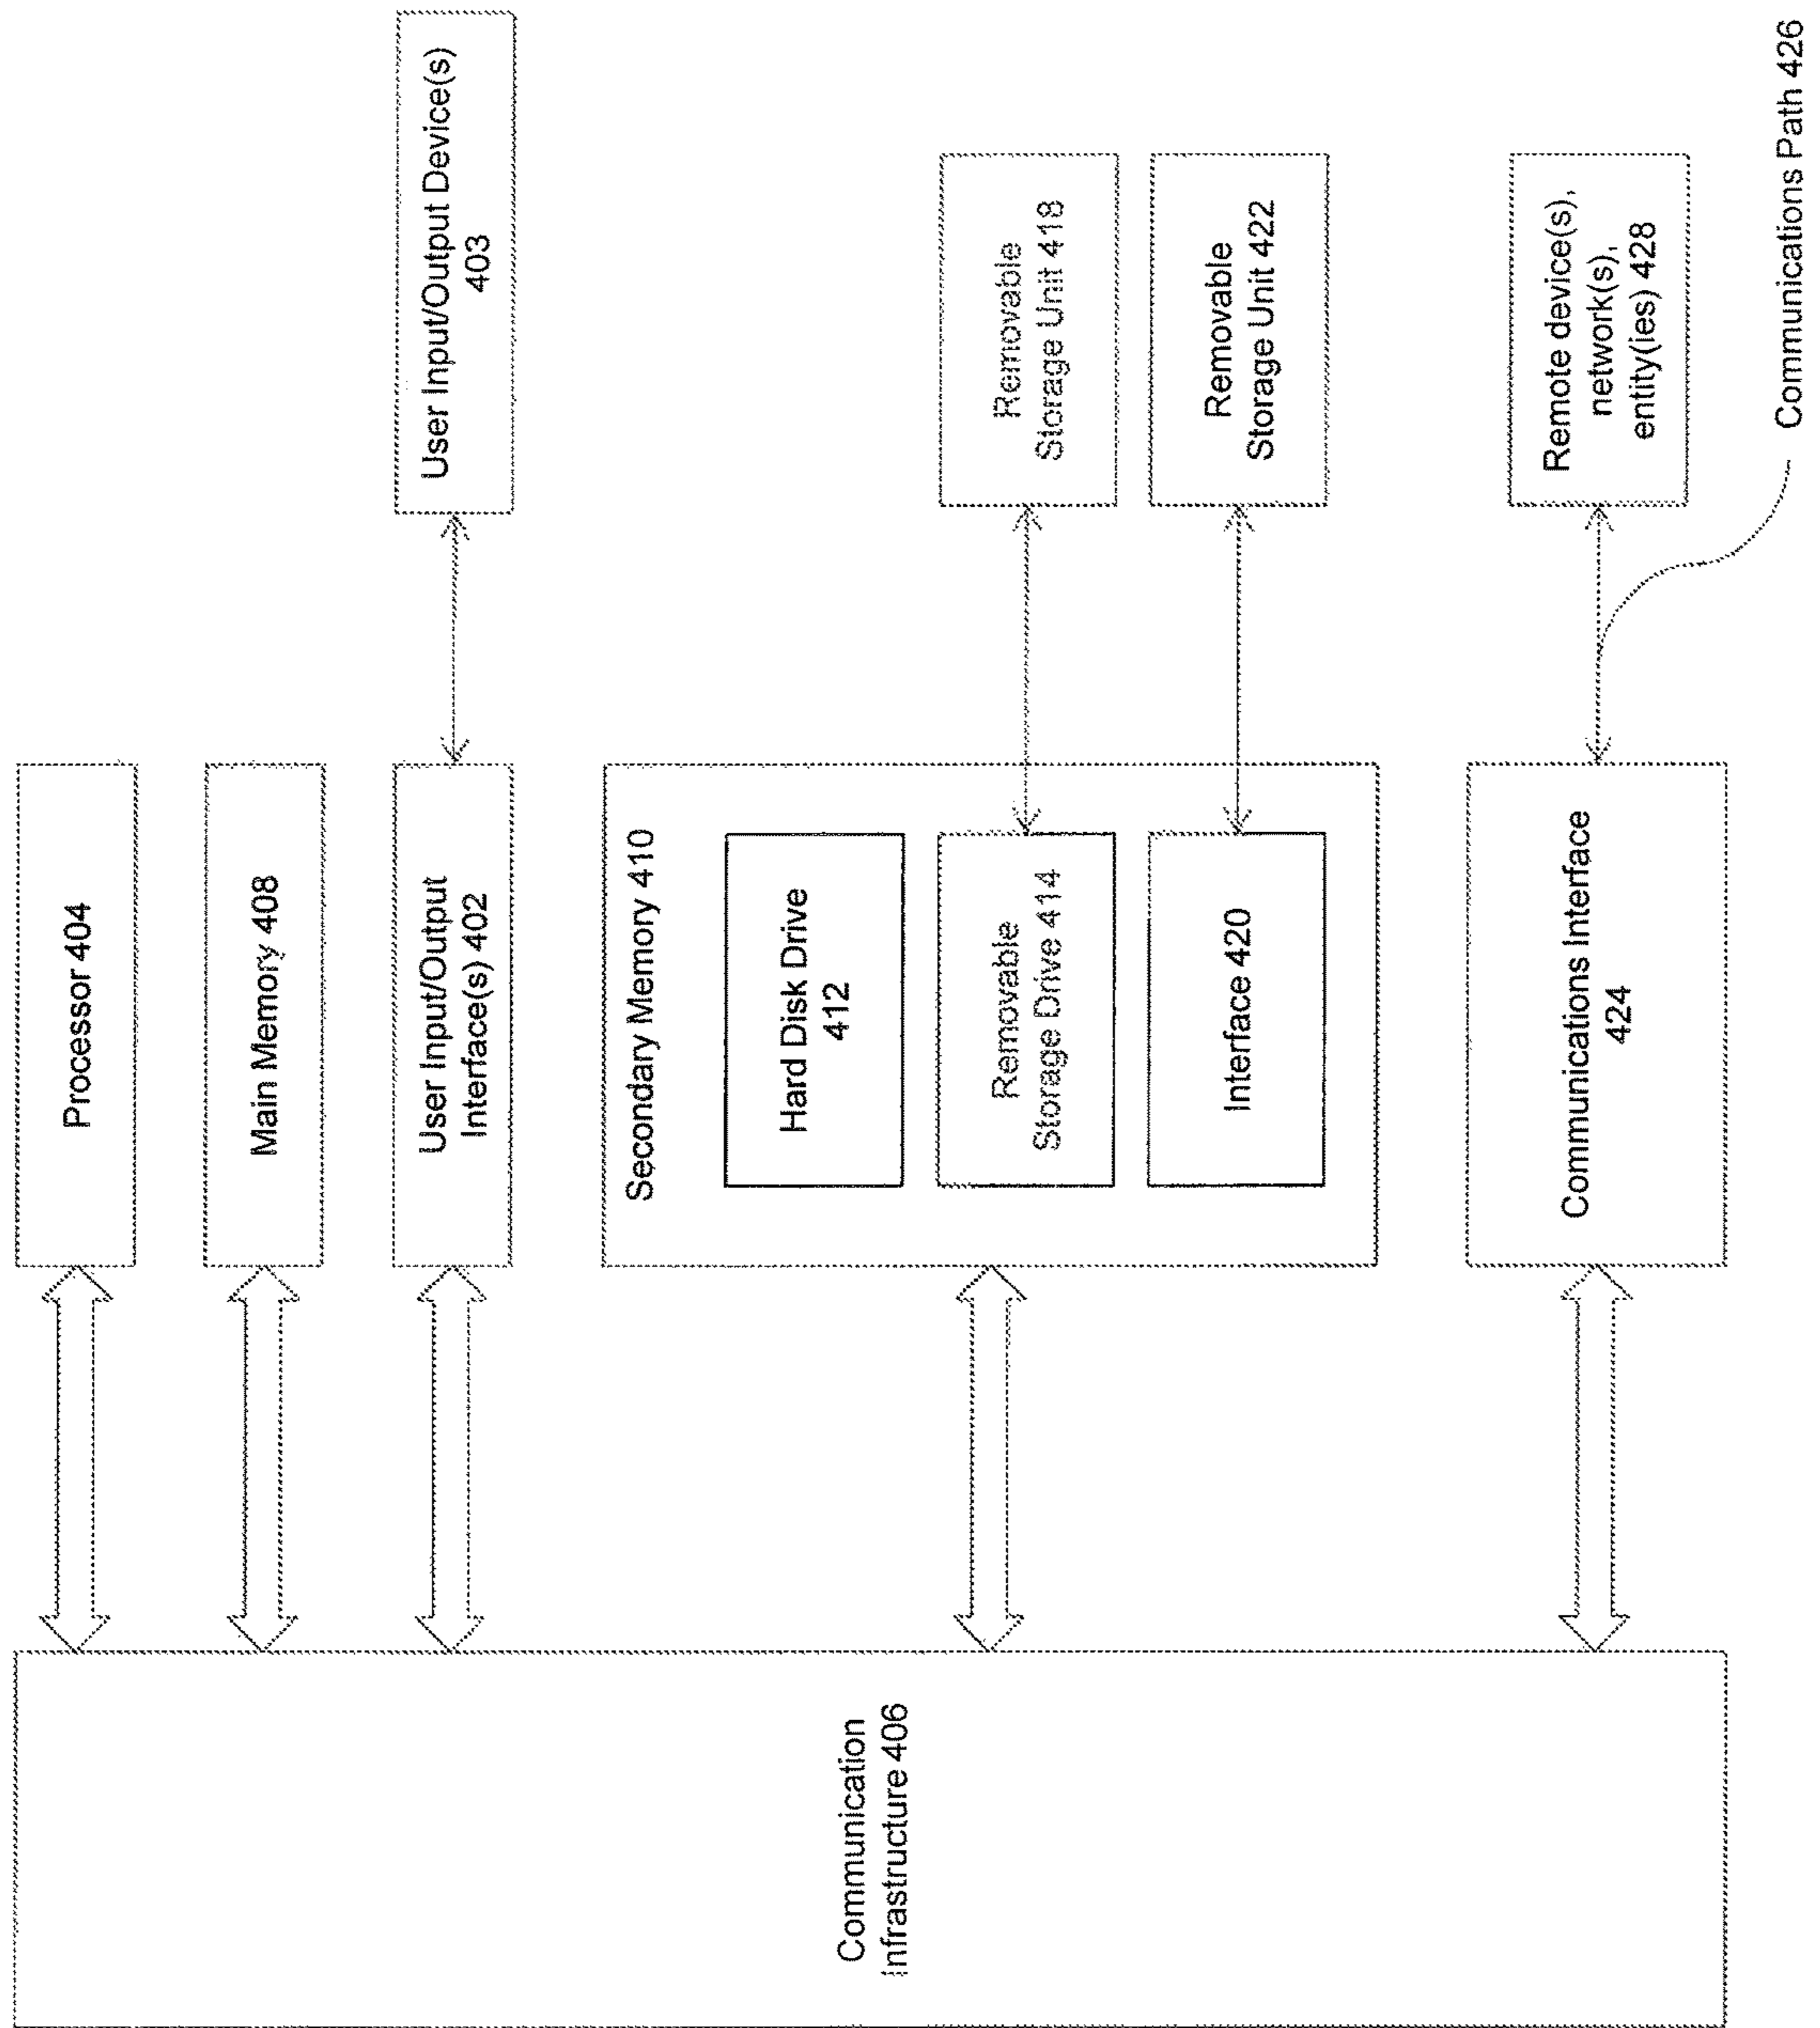 Processor 404
Main Memory 408
User Input/Output
Interface(s) 402
User Input/Output Device(s)
403
Secondary Memory 410
Hard Disk Drive
412
Removable
Storage Drive 414
Removable
Storage Unit 418
Interface 420
Removable
Storage Unit 422
Communications Interface
424
Remote device(s),
network(s),
entity(ies) 428
Communications Path 426
Communication
Infrastructure 406